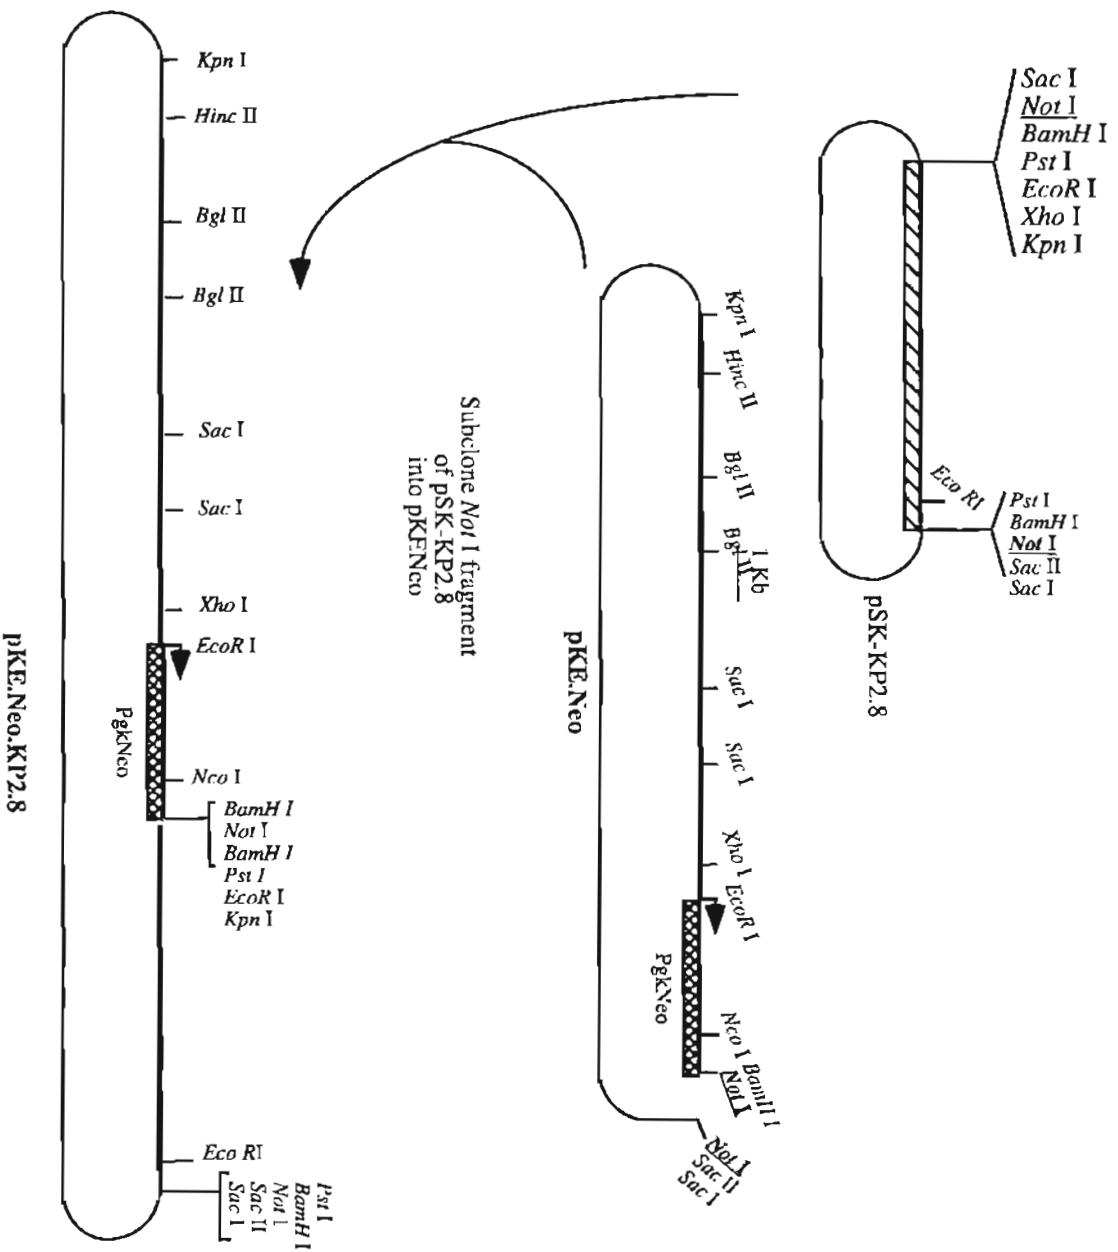 Kpn I
Hinc II
Bgl II
Bgl II
Sac I
Sac I
Xho I
EcoR I
PgkNeo
Nco I
BamH I
Not I
BamH I
Pst I
EcoR I
Kpn I
Eco RI
Pst I
BamH I
Not I
Sac II
Sac I
pKE.Neo.KP2.8
Subclone Not I fragment
of pSK-KP2.8
into pKENeo
Kpn I
Hinc II
Bgl II
Bgl II
1 Kb
Sac I
Sac I
Xho I
EcoR I
PgkNeo
Nco I
BamH I
Not I
Not I
Sac II
Sac I
pKE.Neo
Sac I
Not I
BamH I
Pst I
EcoR I
Xho I
Kpn I
Eco RI
Pst I
BamH I
Not I
Sac II
Sac I
pSK-KP2.8